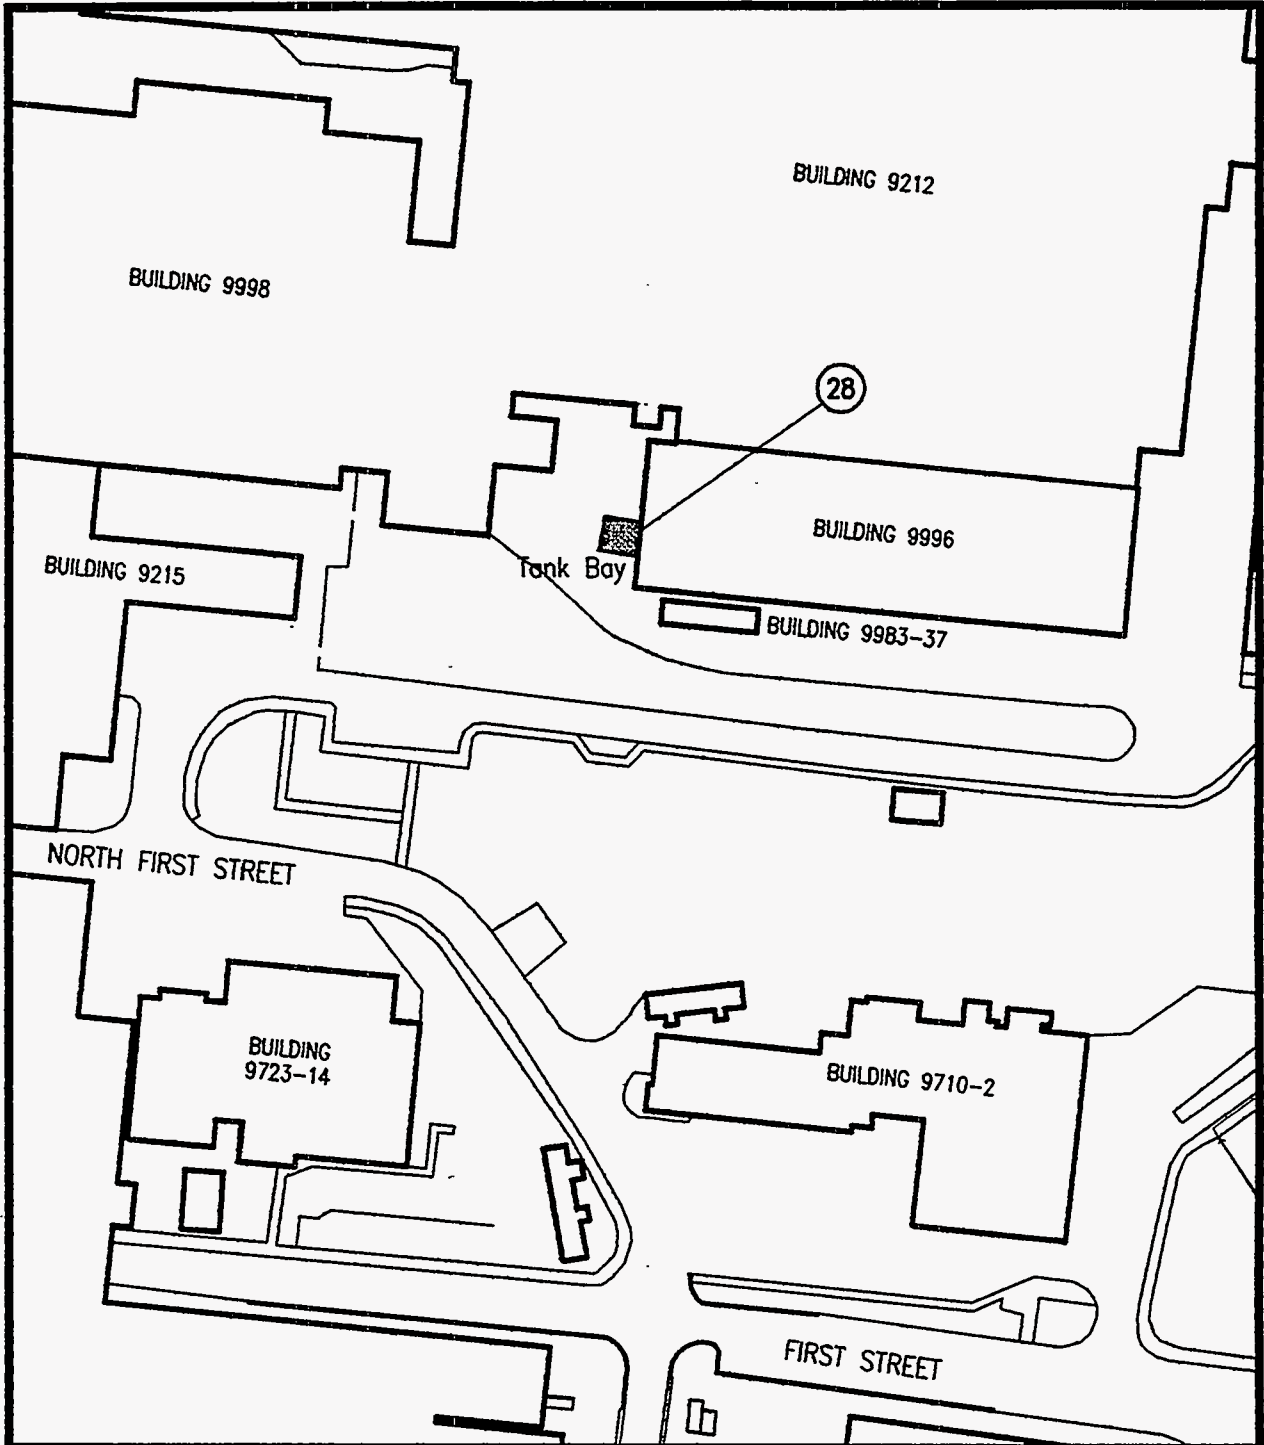 BUILDING 9212
BUILDING 9998
28
BUILDING 9996
Tank Bay
BUILDING 9215
BUILDING 9983-37
NORTH FIRST STREET
BUILDING
9723-14
BUILDING 9710-2
FIRST STREET